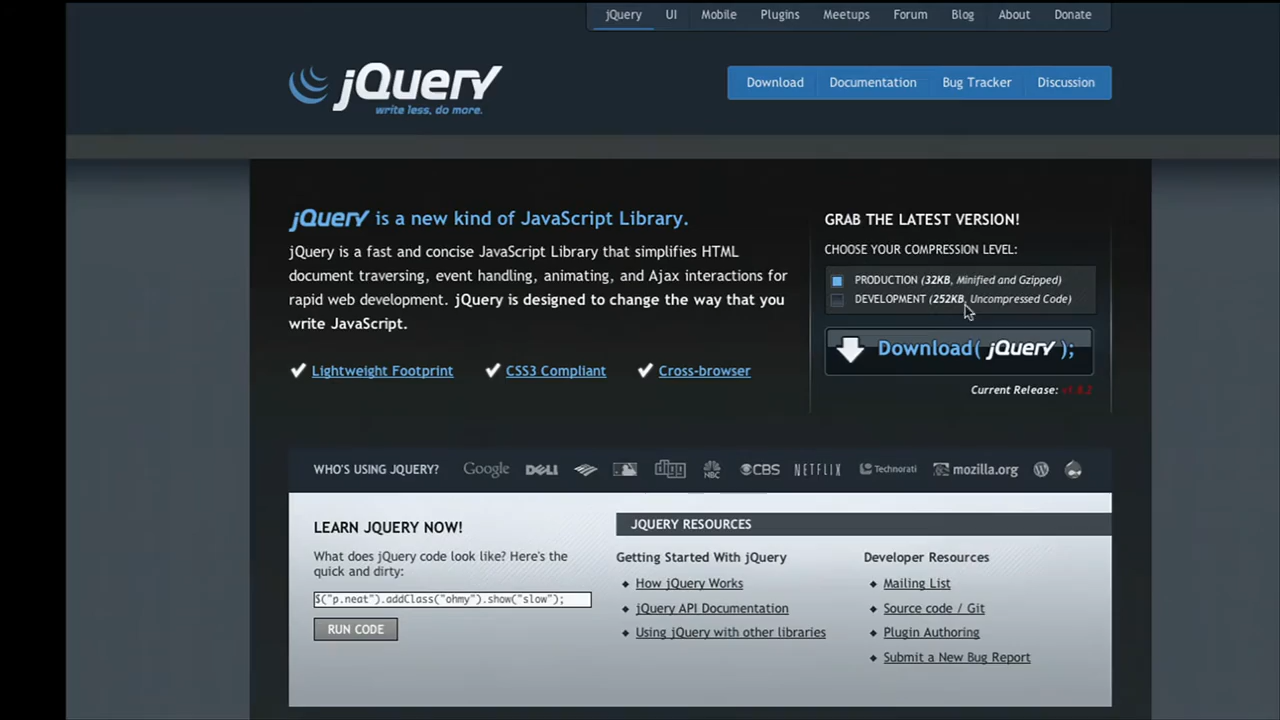 jQuery UI Mobile Plugins Meetups Forum Blog About Donate
jQuery
write less, do more.
Download Documentation Bug Tracker Discussion
jQuery is a new kind of JavaScript Library.
jQuery is a fast and concise JavaScript Library that simplifies HTML
document traversing, event handling, animating, and Ajax interactions for
rapid web development. jQuery is designed to change the way that you
write JavaScript.
Lightweight Footprint CSS3 Compliant Cross-browser
GRAB THE LATEST VERSION!
CHOOSE YOUR COMPRESSION LEVEL:
PRODUCTION (32KB, Minified and Gzipped)
DEVELOPMENT (252KB, Uncompressed Code)
Download( jQuery );
Current Release: v1.8.2
WHO'S USING JQUERY? Google DELL NBC CBS NETFLIX Technorati mozilla.org
LEARN JQUERY NOW!
What does jQuery code look like? Here's the
quick and dirty:
$("p.neat").addClass("ohmy").show("slow");
RUN CODE
JQUERY RESOURCES
Getting Started With jQuery
How jQuery Works
jQuery API Documentation
Using jQuery with other libraries
Developer Resources
Mailing List
Source code / Git
Plugin Authoring
Submit a New Bug Report